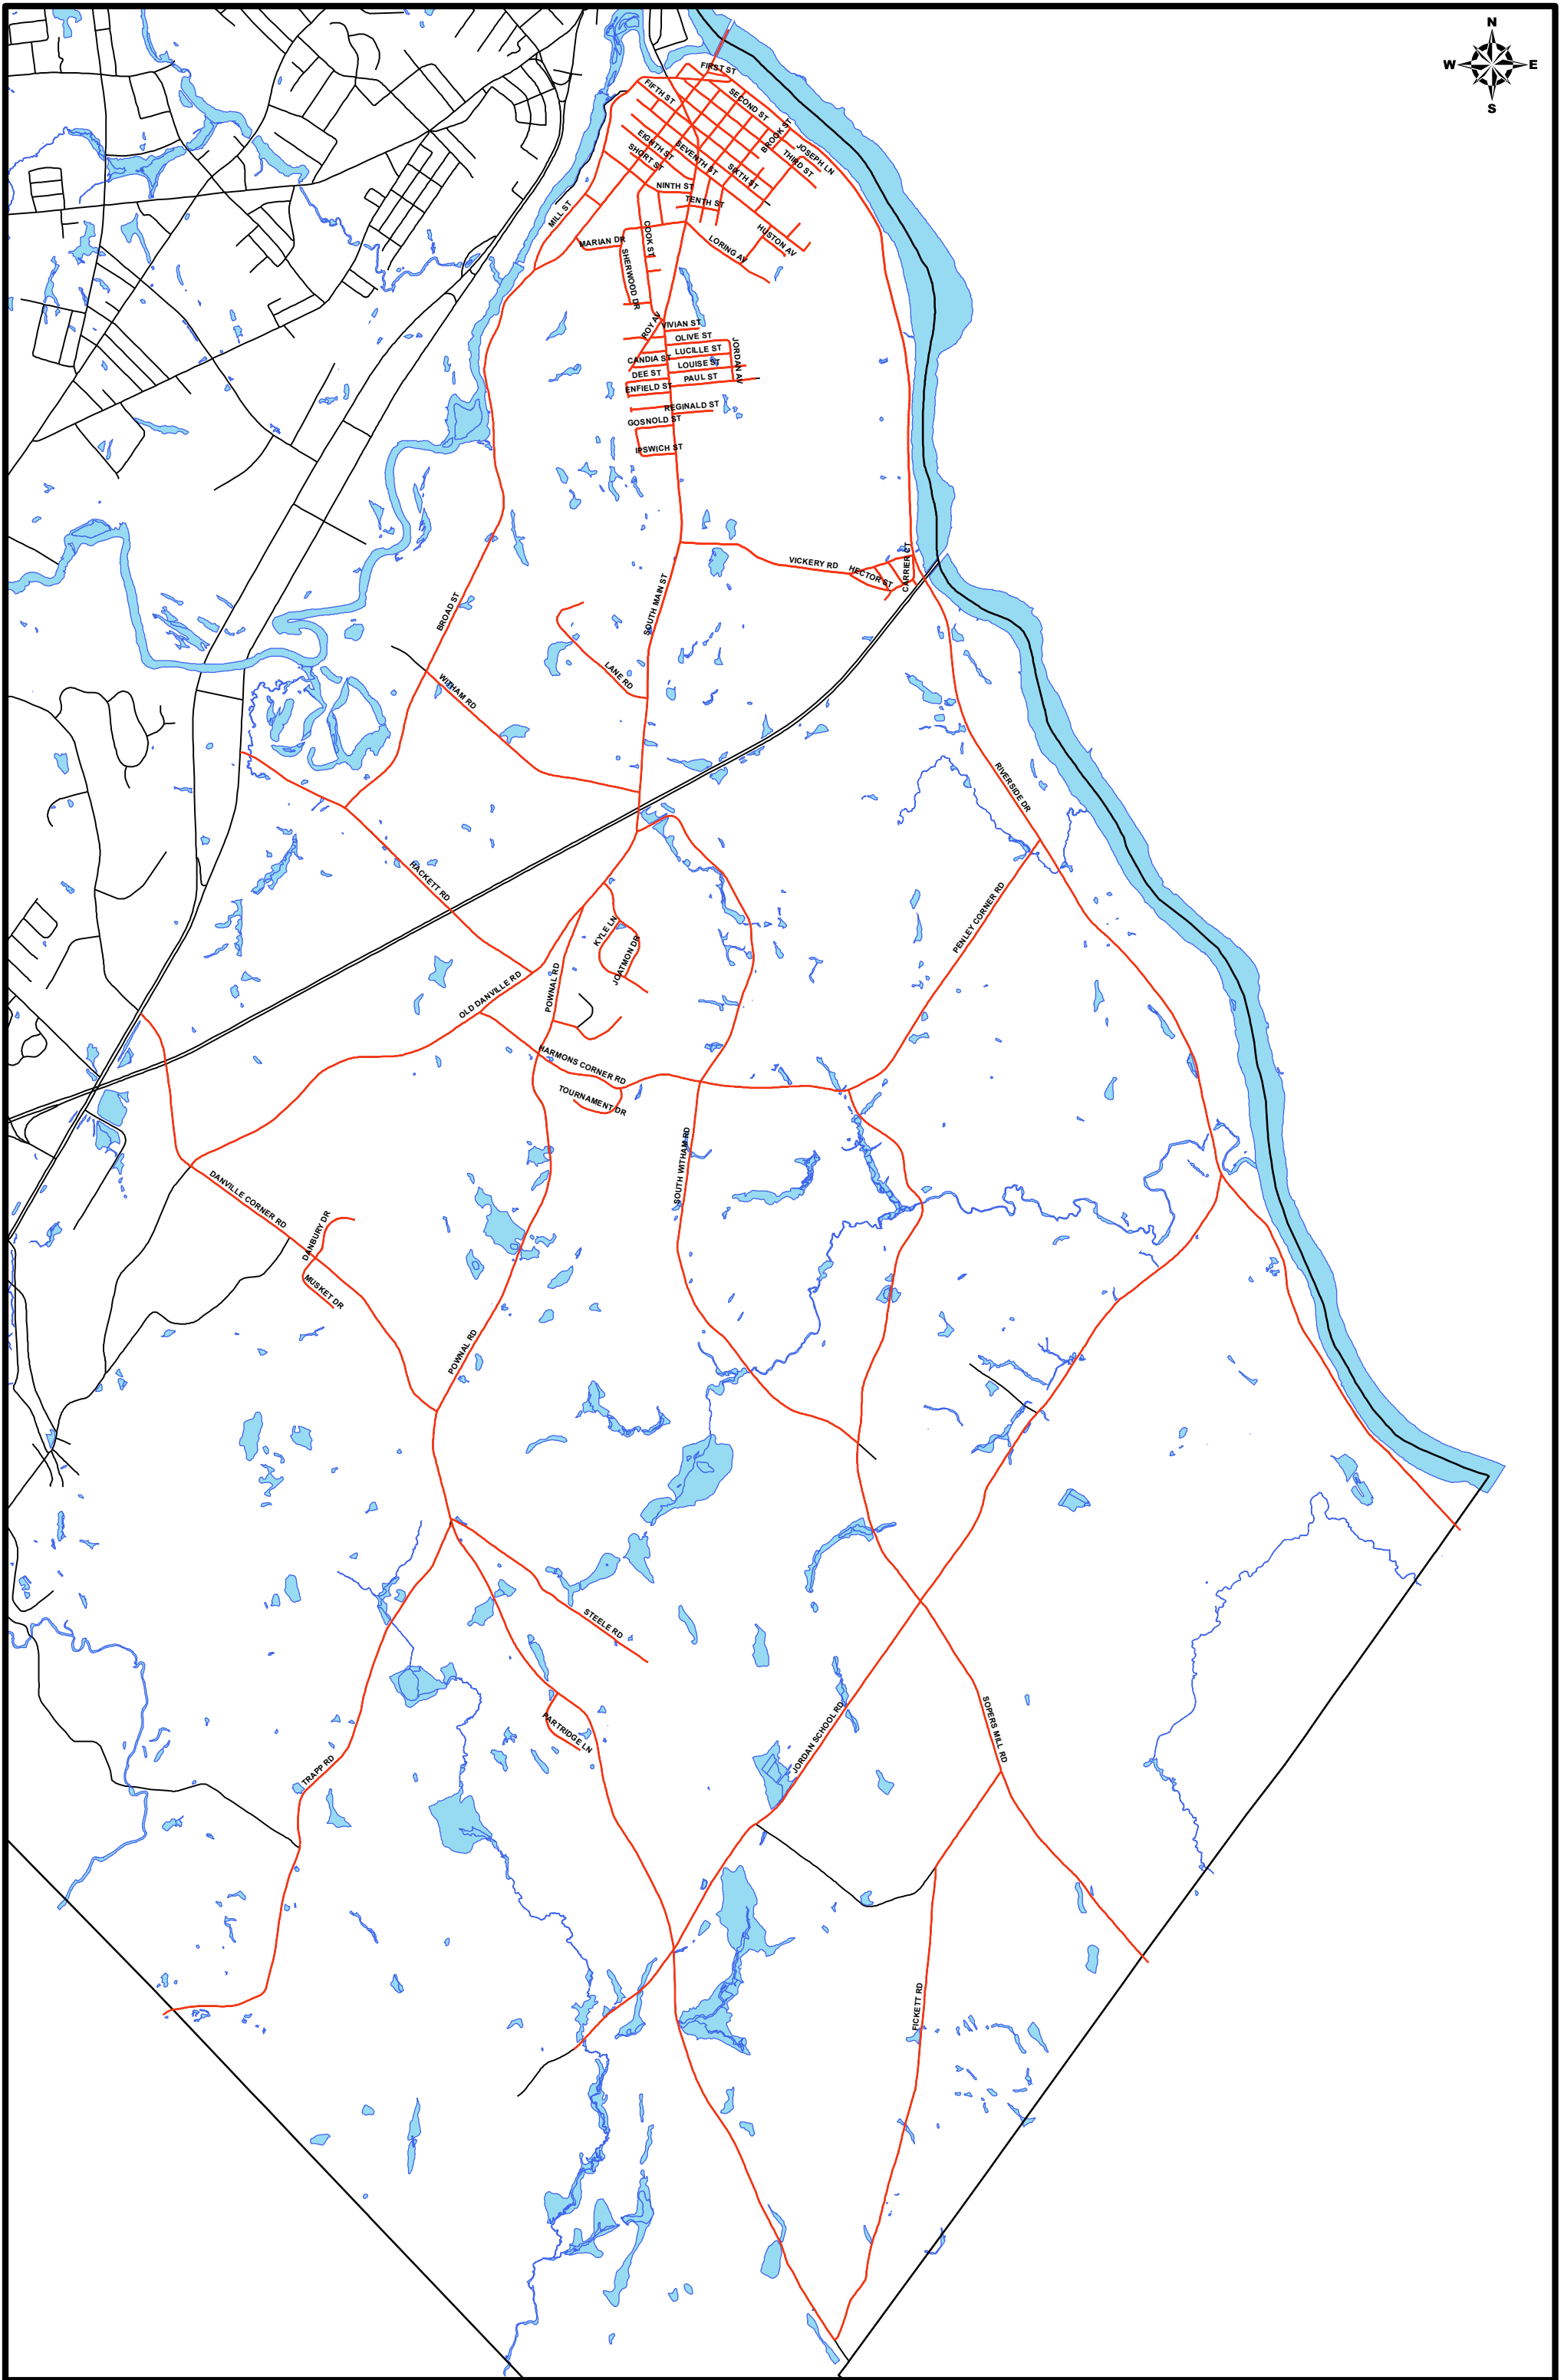 N
W E
S
FIRST ST
FIFTH ST
SECOND ST
BROOK ST
EIGHTH ST
SEVENTH ST
JOSEPH LN
SHORT ST
THIRD ST
SIXTH ST
NINTH ST
TENTH ST
MILL ST
MARIAN DR
COOK ST
HUSTON AV
LORING AV
SHERWOOD DR
ROY AV
VIVIAN ST
OLIVE ST
LUCILLE ST
JORDAN AV
CANDIA ST
LOUISE ST
DEE ST
PAUL ST
ENFIELD ST
REGINALD ST
GOSNOLD ST
IPSWICH ST
VICKERY RD
HECTOR ST
CARRIER CT
BROAD ST
SOUTH MAIN ST
LANE RD
WITHAM RD
RIVERSIDE DR
HACKETT RD
PENLEY CORNER RD
KYLE LN
JOATMON DR
OLD DANVILLE RD
POWNAL RD
HARMONS CORNER RD
TOURNAMENT DR
SOUTH WITHAM RD
DANVILLE CORNER RD
DANBURY DR
MUSKET DR
POWNAL RD
STEELE RD
PARTRIDGE LN
TRAPP RD
JORDAN SCHOOL RD
SOPERS MILL RD
FICKETT RD